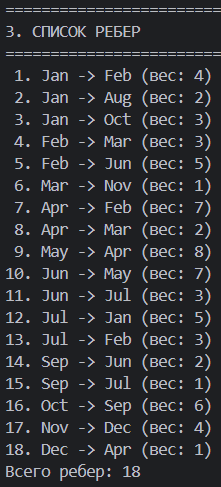 ========================
3. СПИСОК РЕБЕР
========================
1. Jan -> Feb (вес: 4)
2. Jan -> Aug (вес: 2)
3. Jan -> Oct (вес: 3)
4. Feb -> Mar (вес: 3)
5. Feb -> Jun (вес: 5)
6. Mar -> Nov (вес: 1)
7. Apr -> Feb (вес: 7)
8. Apr -> Mar (вес: 2)
9. May -> Apr (вес: 8)
10. Jun -> May (вес: 7)
11. Jun -> Jul (вес: 3)
12. Jul -> Jan (вес: 5)
13. Jul -> Feb (вес: 3)
14. Sep -> Jun (вес: 2)
15. Sep -> Jul (вес: 1)
16. Oct -> Sep (вес: 6)
17. Nov -> Dec (вес: 4)
18. Dec -> Apr (вес: 1)
Всего ребер: 18